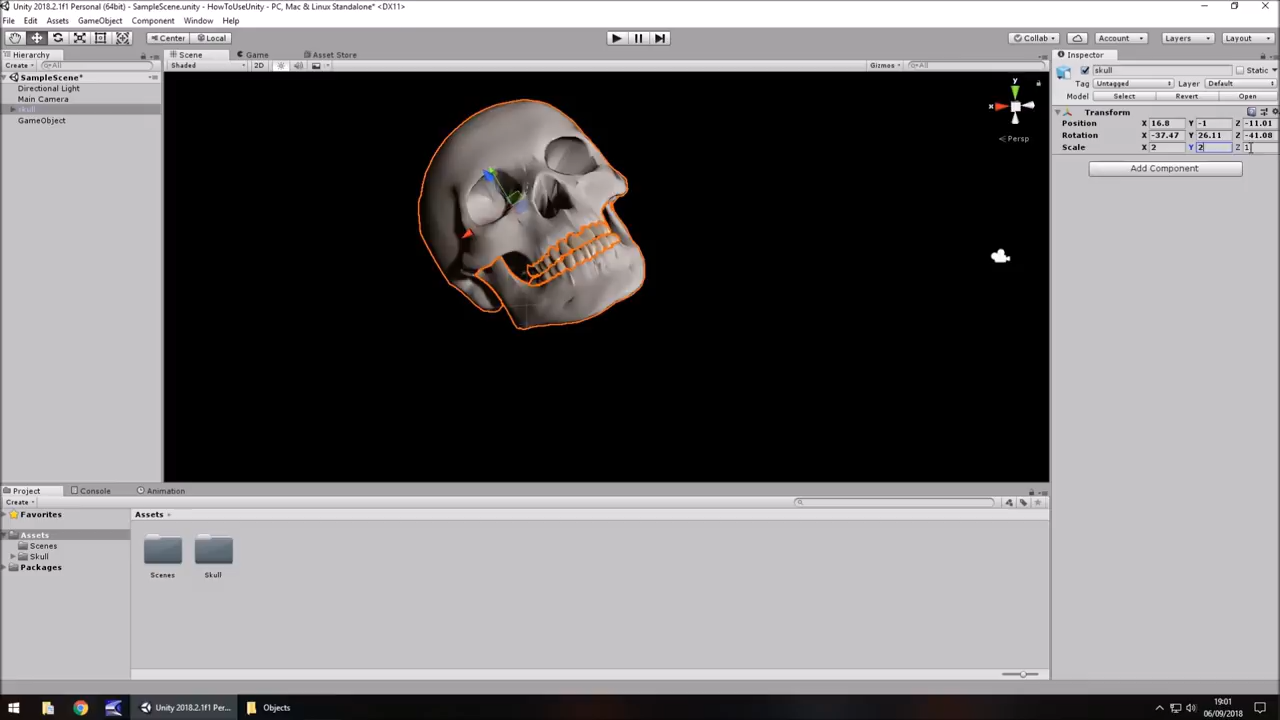 Unity 2018.2.1f1 Personal (64bit) - SampleScene.unity - HowToUseUnity - PC, Mac & Linux Standalone* <DX11>
File Edit Assets GameObject Component Window Help
Center Local Collab Account Layers Layout
Hierarchy Scene Game Asset Store Inspector
Create All Shaded 2D Gizmos All skull Static
SampleScene*
Directional Light
Main Camera
skull
GameObject
y
x
Persp
Tag Untagged Layer Default
Model Select Revert Open
Transform
Position X 16.8 Y -1 Z -11.01
Rotation X -37.47 Y 26.11 Z -41.08
Scale X 2 Y 2 Z 1
Add Component
Project Console Animation
Create
Favorites
Assets
Scenes
Skull
Packages
Assets
Scenes Skull
Unity 2018.2.1f1 Per... Objects
19:01
06/09/2018